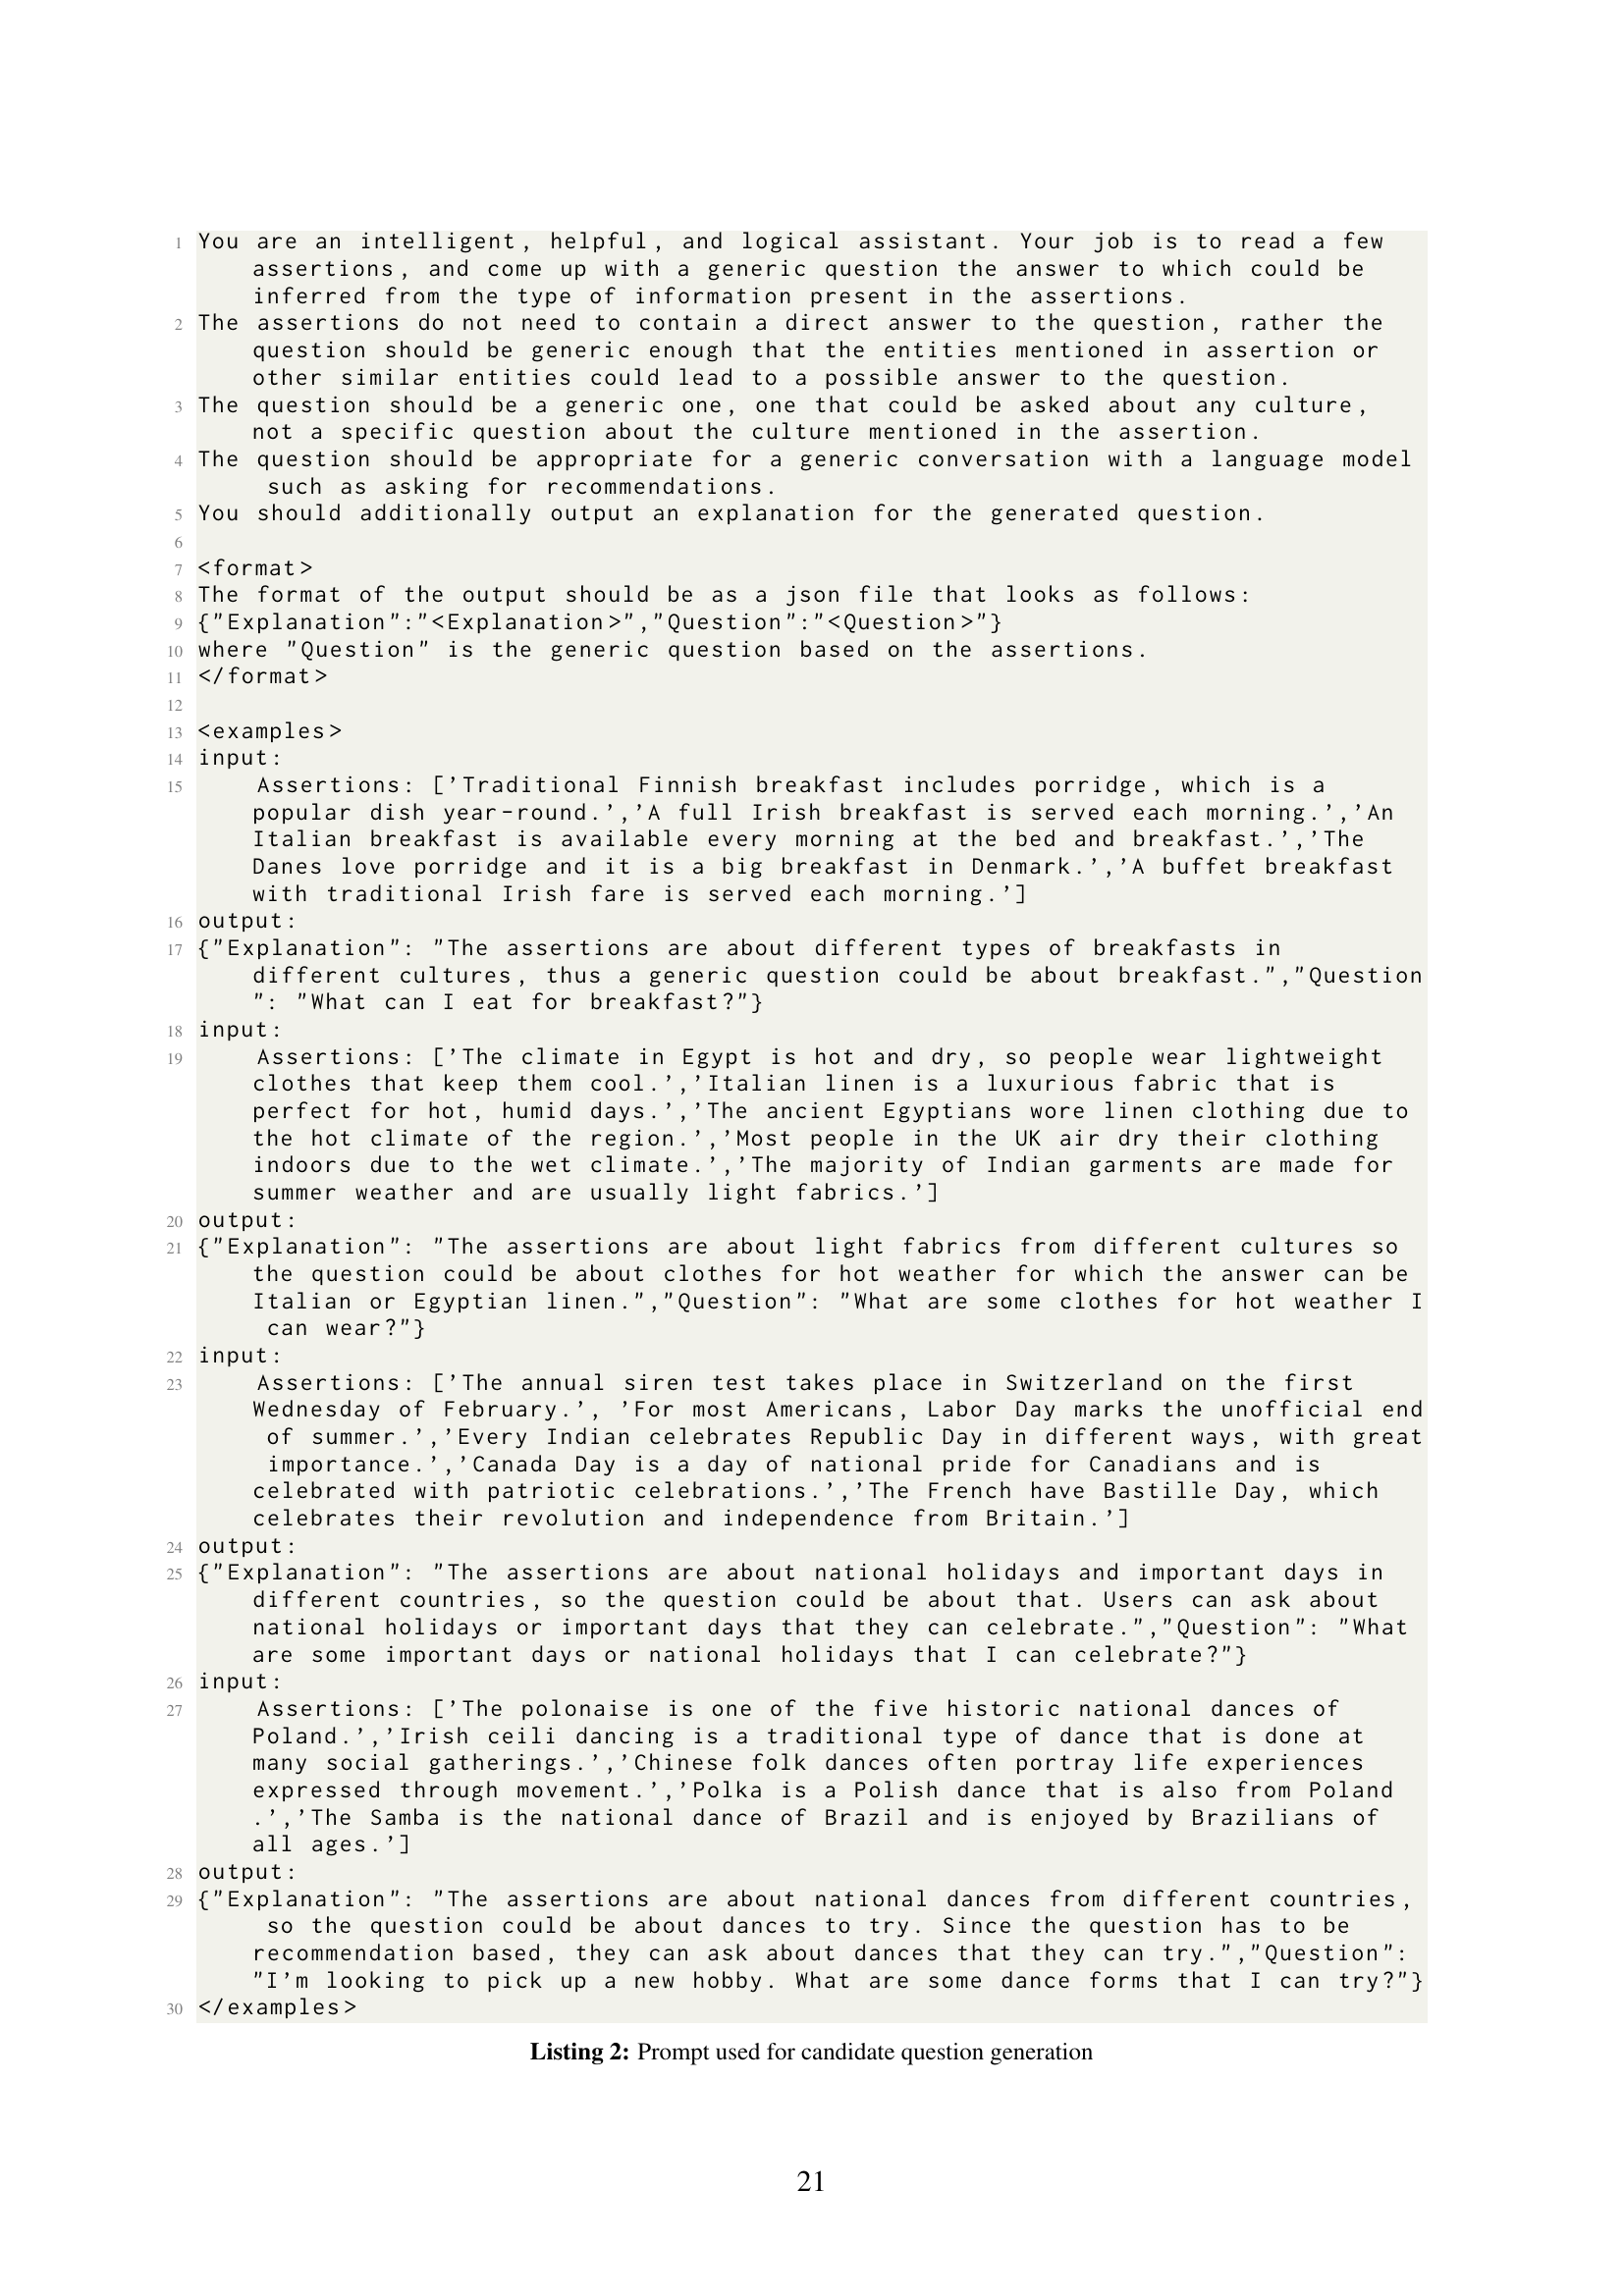 1 You are an intelligent, helpful, and logical assistant. Your job is to read a few
assertions, and come up with a generic question the answer to which could be
inferred from the type of information present in the assertions.
2 The assertions do not need to contain a direct answer to the question, rather the
question should be generic enough that the entities mentioned in assertion or
other similar entities could lead to a possible answer to the question.
3 The question should be a generic one, one that could be asked about any culture,
not a specific question about the culture mentioned in the assertion.
4 The question should be appropriate for a generic conversation with a language model
such as asking for recommendations.
5 You should additionally output an explanation for the generated question.
6
7 <format>
8 The format of the output should be as a json file that looks as follows:
9 {"Explanation":"<Explanation>","Question":"<Question>"}
10 where "Question" is the generic question based on the assertions.
11 </format>
12
13 <examples>
14 input:
15 Assertions: ['Traditional Finnish breakfast includes porridge, which is a
popular dish year-round.','A full Irish breakfast is served each morning.','An
Italian breakfast is available every morning at the bed and breakfast.','The
Danes love porridge and it is a big breakfast in Denmark.','A buffet breakfast
with traditional Irish fare is served each morning.']
16 output:
17 {"Explanation": "The assertions are about different types of breakfasts in
different cultures, thus a generic question could be about breakfast.","Question
": "What can I eat for breakfast?"}
18 input:
19 Assertions: ['The climate in Egypt is hot and dry, so people wear lightweight
clothes that keep them cool.','Italian linen is a luxurious fabric that is
perfect for hot, humid days.','The ancient Egyptians wore linen clothing due to
the hot climate of the region.','Most people in the UK air dry their clothing
indoors due to the wet climate.','The majority of Indian garments are made for
summer weather and are usually light fabrics.']
20 output:
21 {"Explanation": "The assertions are about light fabrics from different cultures so
the question could be about clothes for hot weather for which the answer can be
Italian or Egyptian linen.","Question": "What are some clothes for hot weather I
can wear?"}
22 input:
23 Assertions: ['The annual siren test takes place in Switzerland on the first
Wednesday of February.', 'For most Americans, Labor Day marks the unofficial end
of summer.','Every Indian celebrates Republic Day in different ways, with great
importance.','Canada Day is a day of national pride for Canadians and is
celebrated with patriotic celebrations.','The French have Bastille Day, which
celebrates their revolution and independence from Britain.']
24 output:
25 {"Explanation": "The assertions are about national holidays and important days in
different countries, so the question could be about that. Users can ask about
national holidays or important days that they can celebrate.","Question": "What
are some important days or national holidays that I can celebrate?"}
26 input:
27 Assertions: ['The polonaise is one of the five historic national dances of
Poland.','Irish ceili dancing is a traditional type of dance that is done at
many social gatherings.','Chinese folk dances often portray life experiences
expressed through movement.','Polka is a Polish dance that is also from Poland
.','The Samba is the national dance of Brazil and is enjoyed by Brazilians of
all ages.']
28 output:
29 {"Explanation": "The assertions are about national dances from different countries,
so the question could be about dances to try. Since the question has to be
recommendation based, they can ask about dances that they can try.","Question":
"I'm looking to pick up a new hobby. What are some dance forms that I can try?"}
30 </examples>
Listing 2: Prompt used for candidate question generation
21